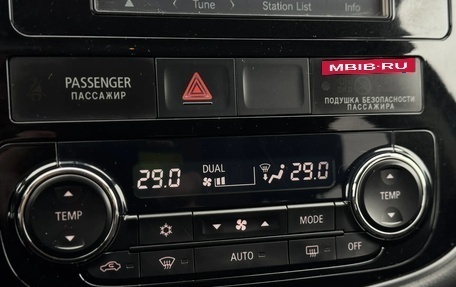 Tune
Station List
Info
PASSENGER
ПАССАЖИР
MBIB·RU
ПОДУШКА БЕЗОПАСНОСТИ
ПАССАЖИРА
DUAL
29.0
29.0
TEMP
TEMP
MODE
AUTO
OFF